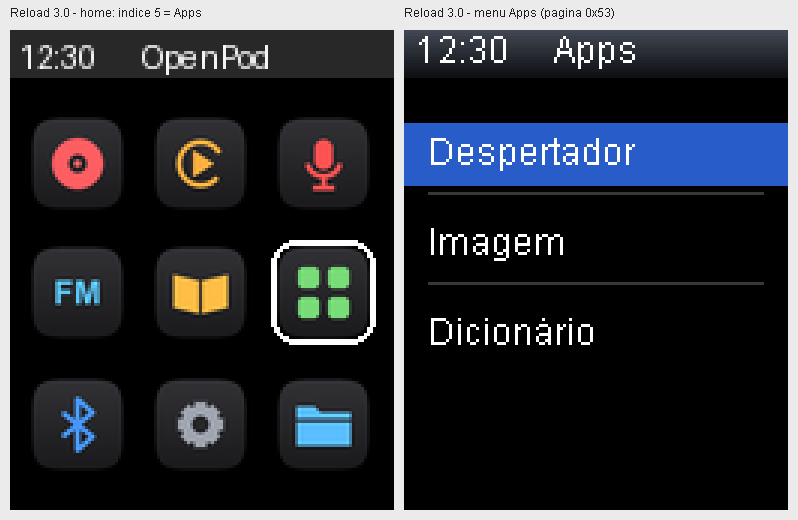 Reload 3.0 - home: indice 5 = Apps
12:30 OpenPod
FM
Reload 3.0 - menu Apps (pagina 0x53)
12:30 Apps
Despertador
Imagem
Dicionário